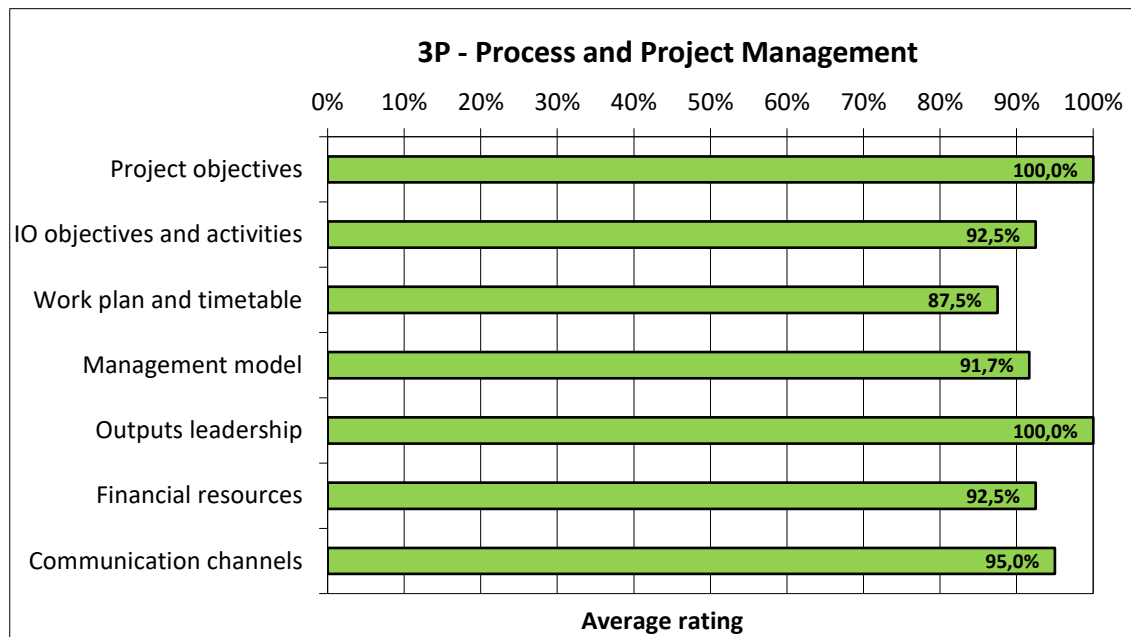 3P - Process and Project Management
0% 10% 20% 30% 40% 50% 60% 70% 80% 90% 100%
Project objectives 100,0%
IO objectives and activities 92,5%
Work plan and timetable 87,5%
Management model 91,7%
Outputs leadership 100,0%
Financial resources 92,5%
Communication channels 95,0%
Average rating